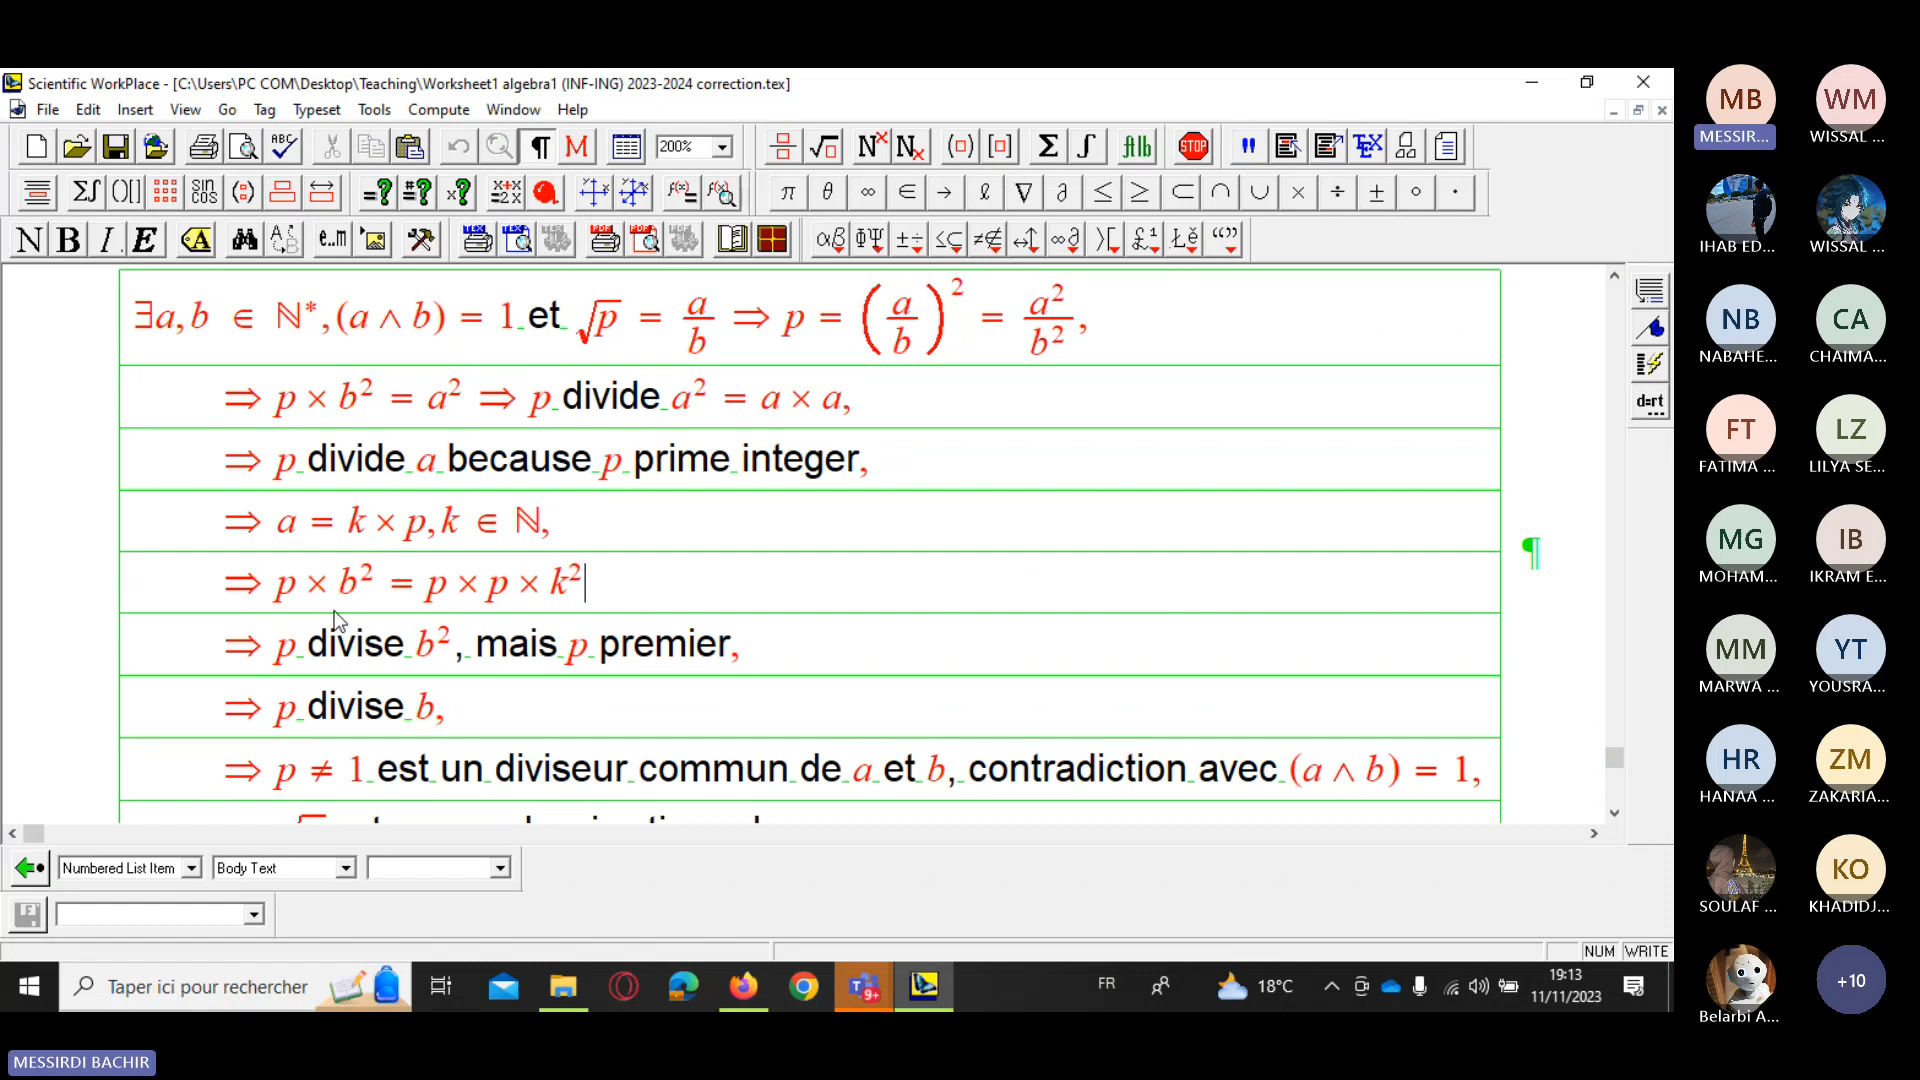 Scientific WorkPlace - [C:\Users\PC COM\Desktop\Teaching\Worksheet1 algebra1 (INF-ING) 2023-2024 correction.tex]
File Edit Insert View Go Tag Typeset Tools Compute Window Help
200%
∃a,b ∈ ℕ*,(a ∧ b) = 1 et √p = a/b ⇒ p = (a/b)² = a²/b²,
⇒ p × b² = a² ⇒ p divide a² = a × a,
⇒ p divide a because p prime integer,
⇒ a = k × p,k ∈ ℕ,
⇒ p × b² = p × p × k²
⇒ p divise b², mais p premier,
⇒ p divise b,
⇒ p ≠ 1 est un diviseur commun de a et b, contradiction avec (a ∧ b) = 1,
Numbered List Item Body Text
NUM WRITE
Taper ici pour rechercher
FR
18°C
19:13
11/11/2023
MESSIRDI BACHIR
MB WM
MESSIR... WISSAL ...
IHAB ED... WISSAL ...
NB CA
NABAHE... CHAIMA...
FT LZ
FATIMA ... LILYA SE...
MG IB
MOHAM... IKRAM E...
MM YT
MARWA ... YOUSRA...
HR ZM
HANAA ... ZAKARIA...
KO
SOULAF ... KHADIDJ...
+10
Belarbi A...